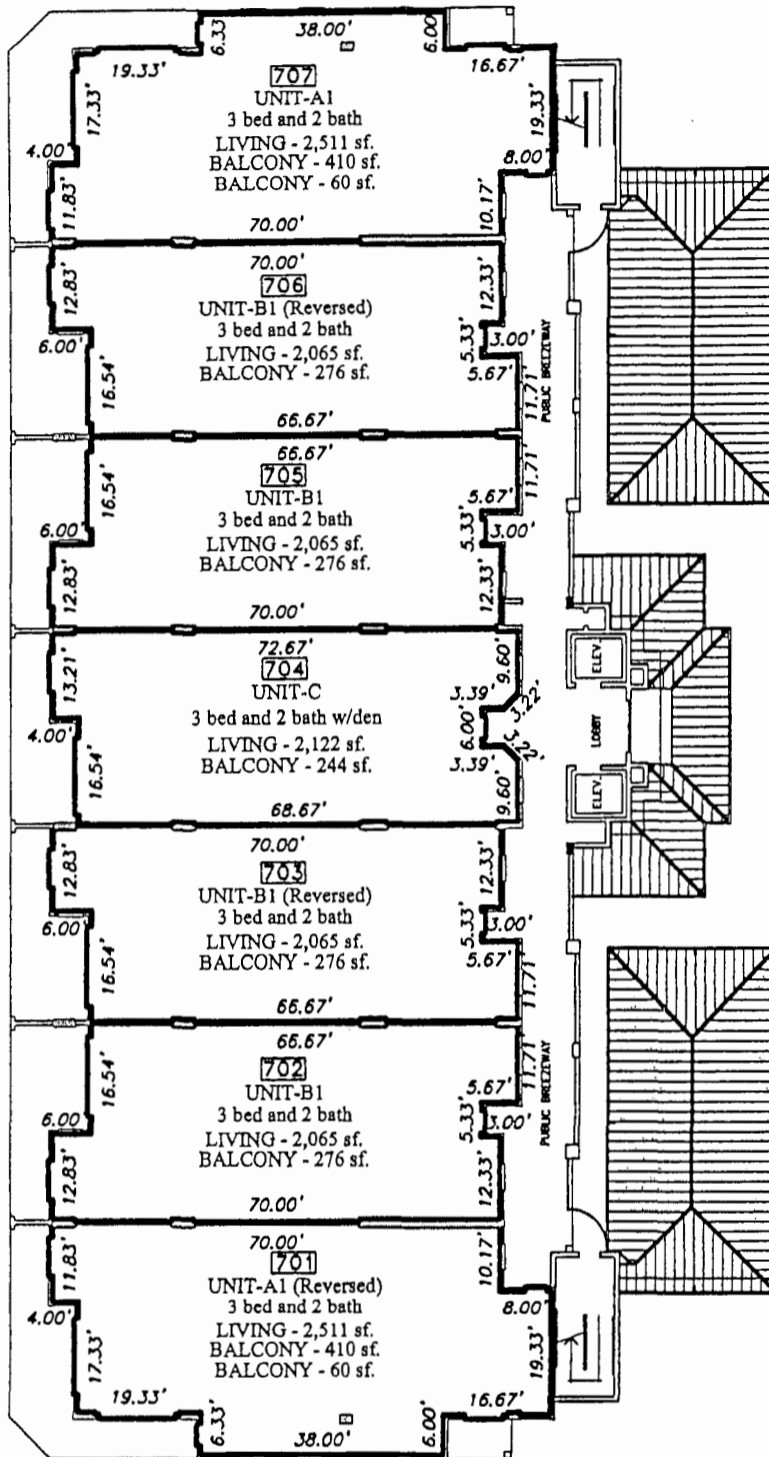 38.00'
6.33'
6.00'
19.33'
16.67'
707
UNIT-A1
3 bed and 2 bath
LIVING - 2,511 sf.
BALCONY - 410 sf.
BALCONY - 60 sf.
17.33'
19.33'
4.00'
8.00'
11.83'
10.17'
70.00'
70.00'
706
UNIT-B1 (Reversed)
3 bed and 2 bath
LIVING - 2,065 sf.
BALCONY - 276 sf.
12.83'
12.33'
6.00'
5.33'
3.00'
5.67'
16.54'
11.71'
PUBLIC BREEZEWAY
66.67'
66.67'
705
UNIT-B1
3 bed and 2 bath
LIVING - 2,065 sf.
BALCONY - 276 sf.
16.54'
11.71'
5.67'
6.00'
5.33'
3.00'
12.83'
12.33'
70.00'
72.67'
704
UNIT-C
3 bed and 2 bath w/den
LIVING - 2,122 sf.
BALCONY - 244 sf.
13.21'
9.60'
3.39'
3.22'
4.00'
6.00'
3.22'
3.39'
16.54'
9.60'
ELEV.
LOBBY
ELEV.
68.67'
70.00'
703
UNIT-B1 (Reversed)
3 bed and 2 bath
LIVING - 2,065 sf.
BALCONY - 276 sf.
12.83'
12.33'
6.00'
5.33'
3.00'
5.67'
16.54'
11.71'
66.67'
66.67'
702
UNIT-B1
3 bed and 2 bath
LIVING - 2,065 sf.
BALCONY - 276 sf.
16.54'
11.71'
PUBLIC BREEZEWAY
5.67'
6.00'
5.33'
3.00'
12.83'
12.33'
70.00'
70.00'
701
UNIT-A1 (Reversed)
3 bed and 2 bath
LIVING - 2,511 sf.
BALCONY - 410 sf.
BALCONY - 60 sf.
11.83'
10.17'
4.00'
8.00'
17.33'
19.33'
19.33'
16.67'
6.33'
6.00'
38.00'